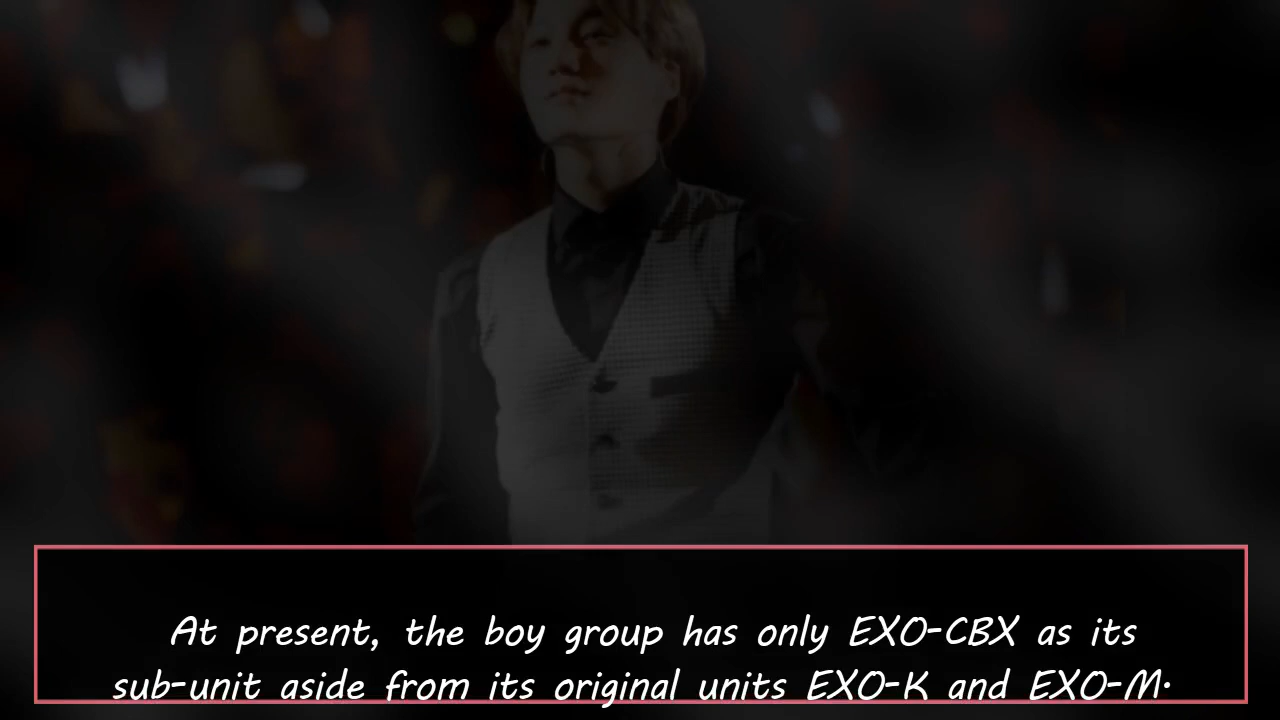 At present, the boy group has only EXO-CBX as its
sub-unit aside from its original units EXO-K and EXO-M.